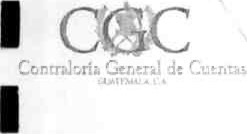 CGC
Contraloría General de Cuentas
GUATEMALA, C.A.